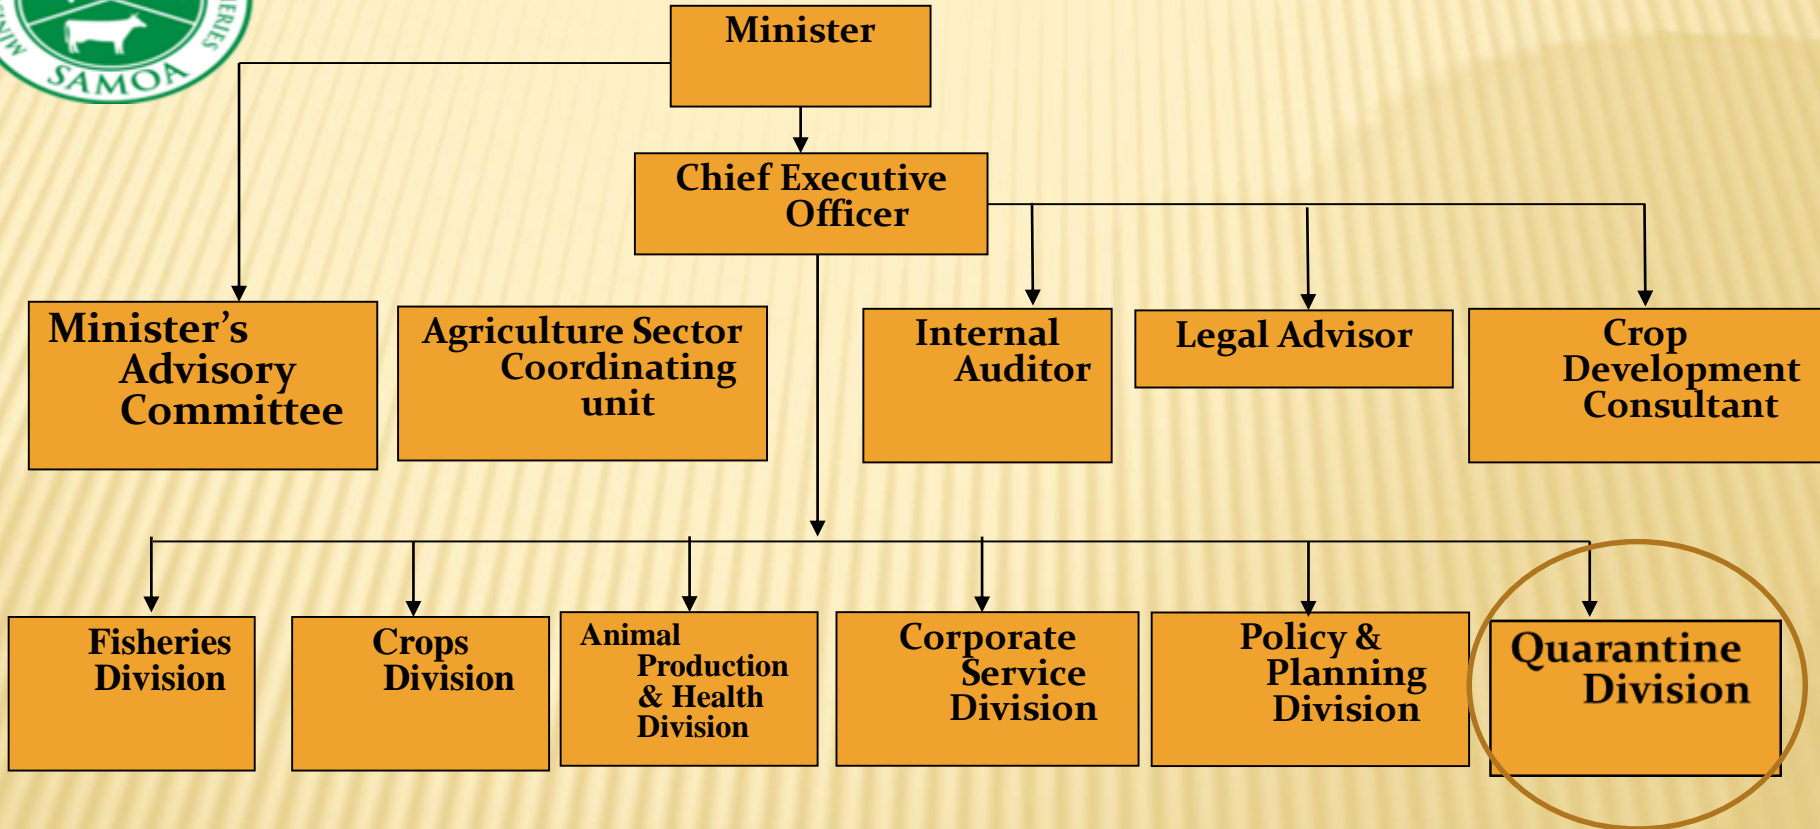 SAMOA
Minister
Chief Executive
Officer
Minister’s
Advisory
Committee
Agriculture Sector
Coordinating
unit
Internal
Auditor
Legal Advisor
Crop
Development
Consultant
Fisheries
Division
Crops
Division
Animal
Production
& Health
Division
Corporate
Service
Division
Policy &
Planning
Division
Quarantine
Division